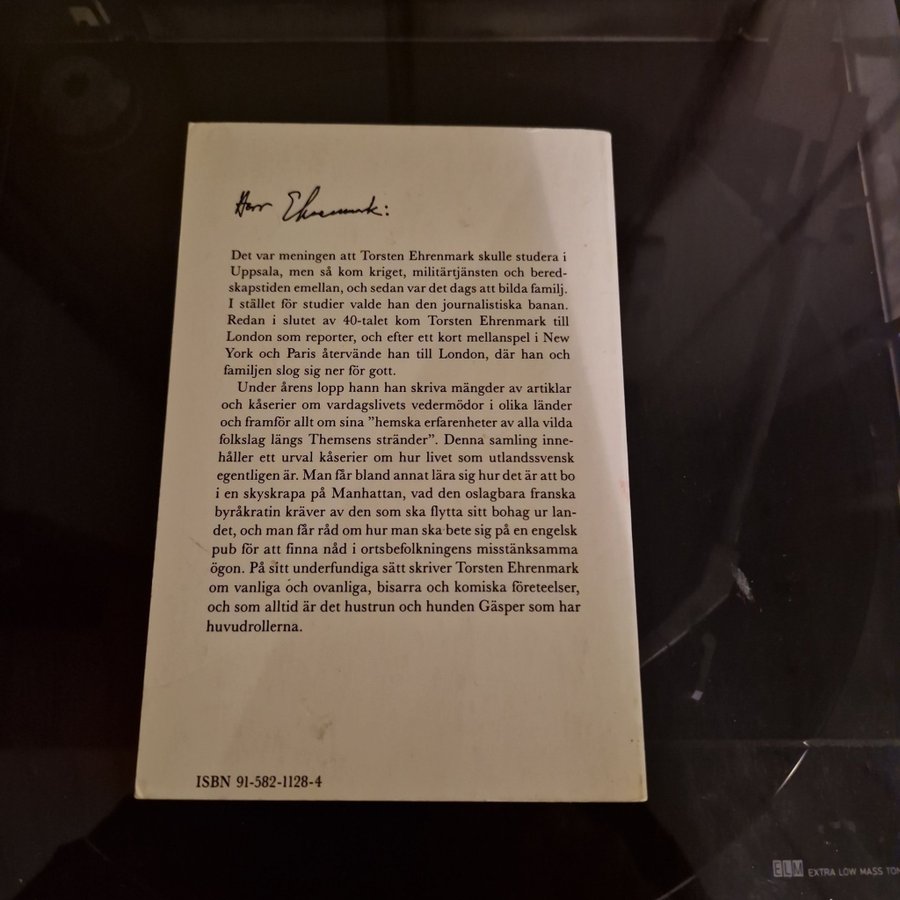 Herr Ehrenmark:
Det var meningen att Torsten Ehrenmark skulle studera i
Uppsala, men så kom kriget, militärtjänsten och bered-
skapstiden emellan, och sedan var det dags att bilda familj.
I stället för studier valde han den journalistiska banan.
Redan i slutet av 40-talet kom Torsten Ehrenmark till
London som reporter, och efter ett kort mellanspel i New
York och Paris återvände han till London, där han och
familjen slog sig ner för gott.
Under årens lopp hann han skriva mängder av artiklar
och kåserier om vardagslivets vedermödor i olika länder
och framför allt om sina ”hemska erfarenheter av alla vilda
folkslag längs Themsens stränder”. Denna samling inne-
håller ett urval kåserier om hur livet som utlandssvensk
egentligen är. Man får bland annat lära sig hur det är att bo
i en skyskrapa på Manhattan, vad den oslagbara franska
byråkratin kräver av den som ska flytta sitt bohag ur lan-
det, och man får råd om hur man ska bete sig på en engelsk
pub för att finna nåd i ortsbefolkningens misstänksamma
ögon. På sitt underfundiga sätt skriver Torsten Ehrenmark
om vanliga och ovanliga, bisarra och komiska företeelser,
och som alltid är det hustrun och hunden Gäsper som har
huvudrollerna.
ISBN 91-582-1128-4
ELM EXTRA LOW MASS TON